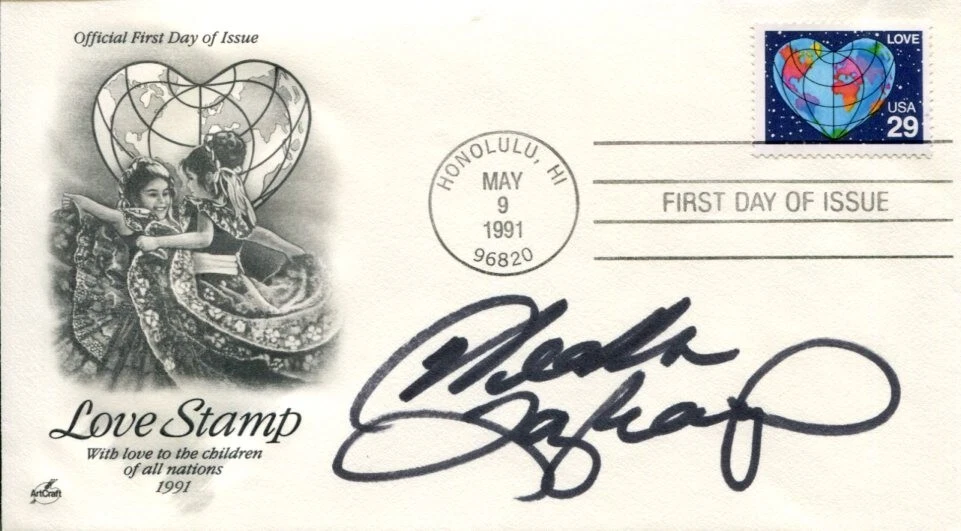 Official First Day of Issue
LOVE
USA
29
HONOLULU, HI
MAY
9
1991
96820
FIRST DAY OF ISSUE
Love Stamp
With love to the children
of all nations
1991
ArtCraft